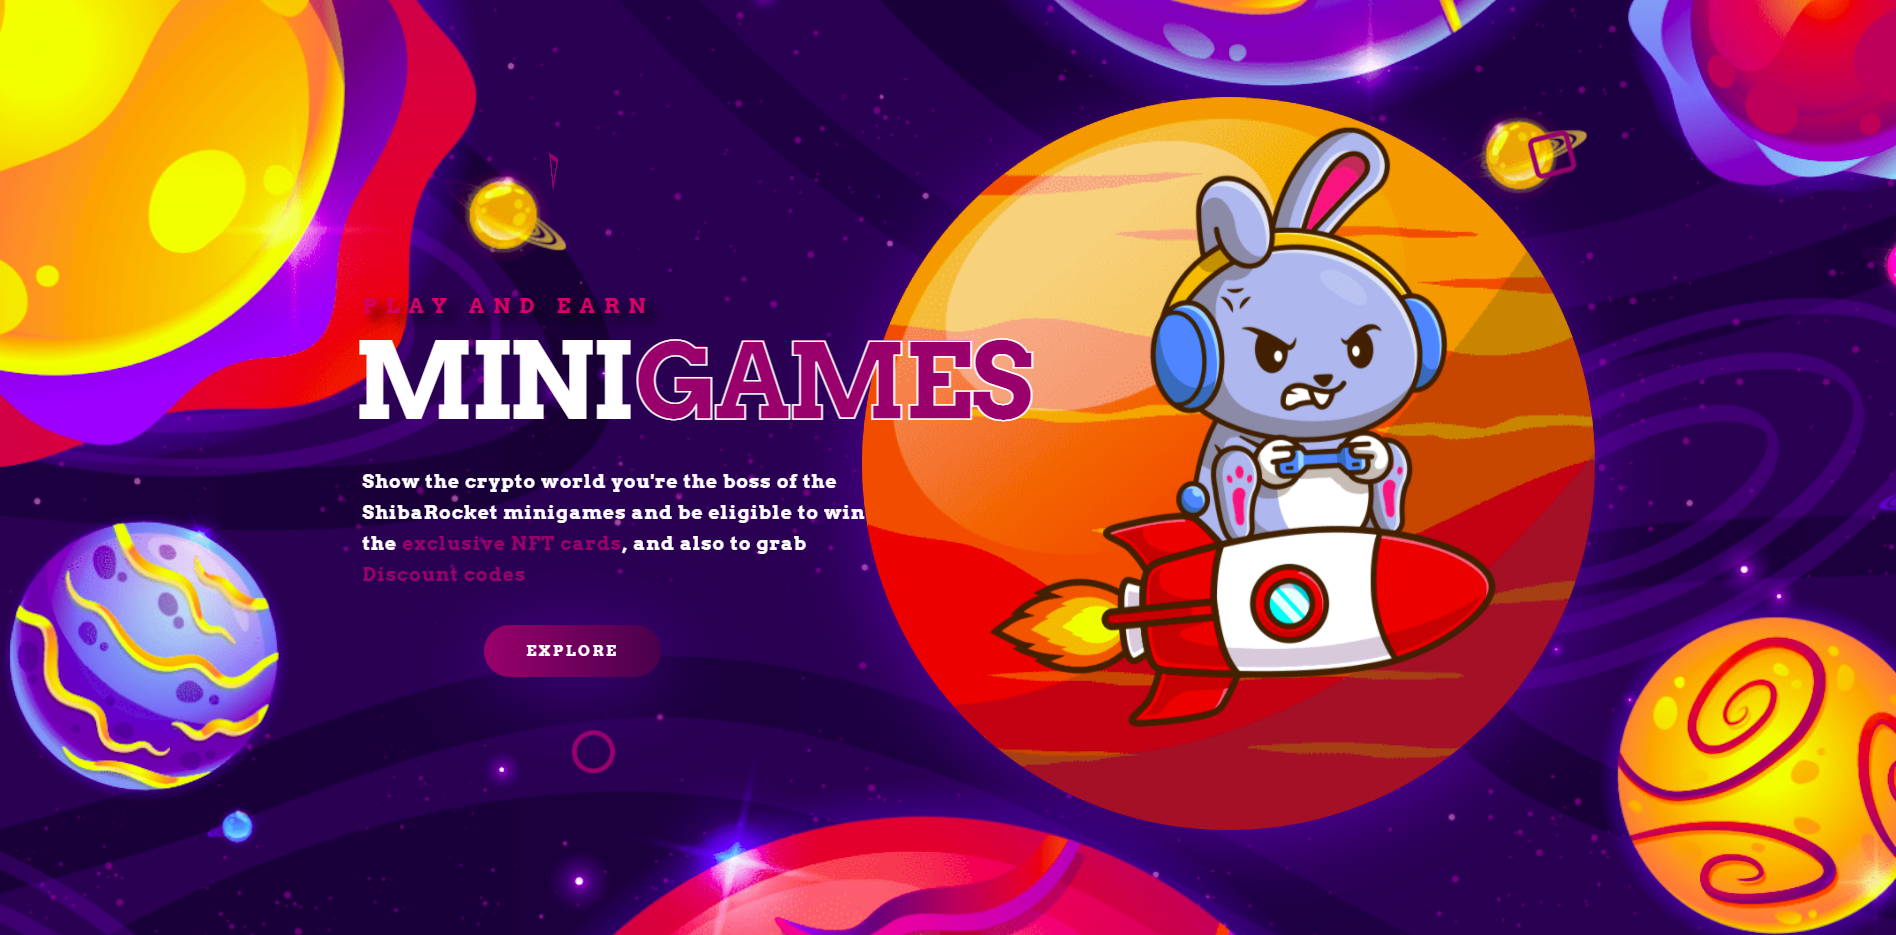 PLAY AND EARN
MINIGAMES
Show the crypto world you're the boss of the
ShibaRocket minigames and be eligible to win
the exclusive NFT cards, and also to grab
Discount codes
EXPLORE